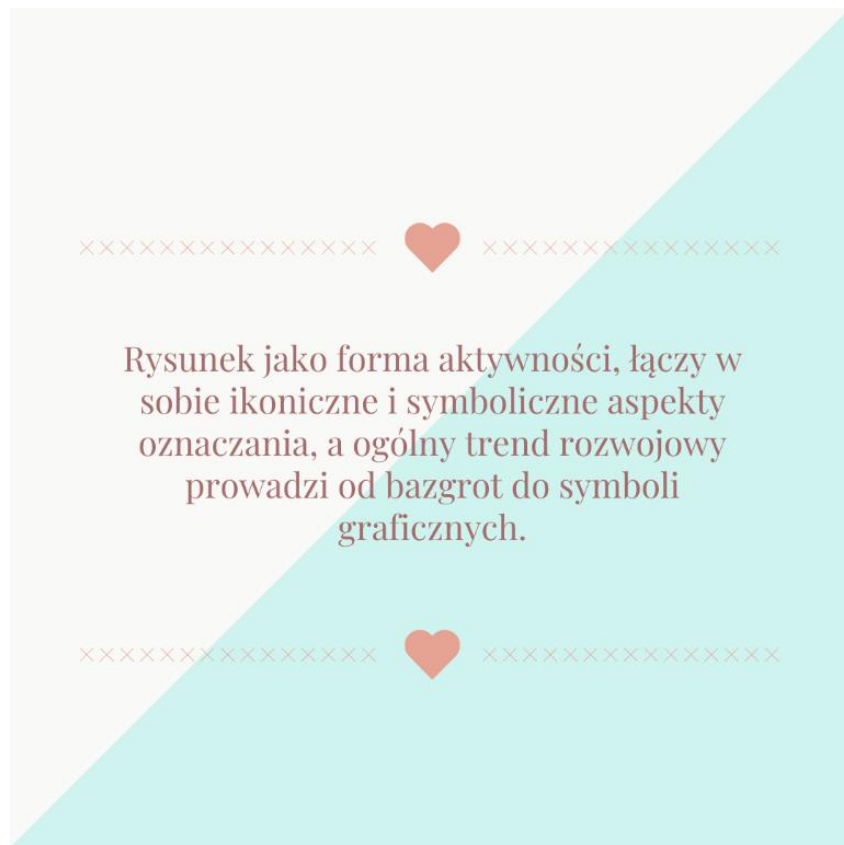 Rysunek jako forma aktywności, łączy w
sobie ikoniczne i symboliczne aspekty
oznaczania, a ogólny trend rozwojowy
prowadzi od bazgrot do symboli
graficznych.